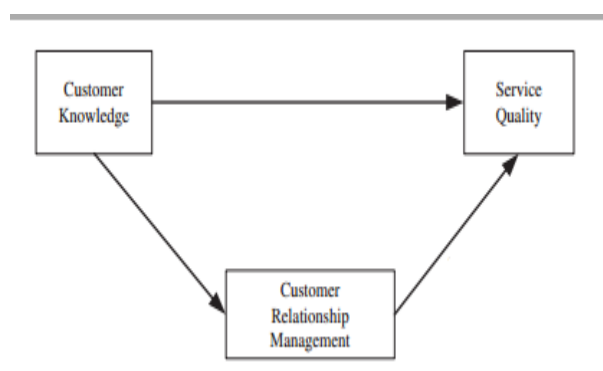 Customer
Knowledge
Service
Quality
Customer
Relationship
Management